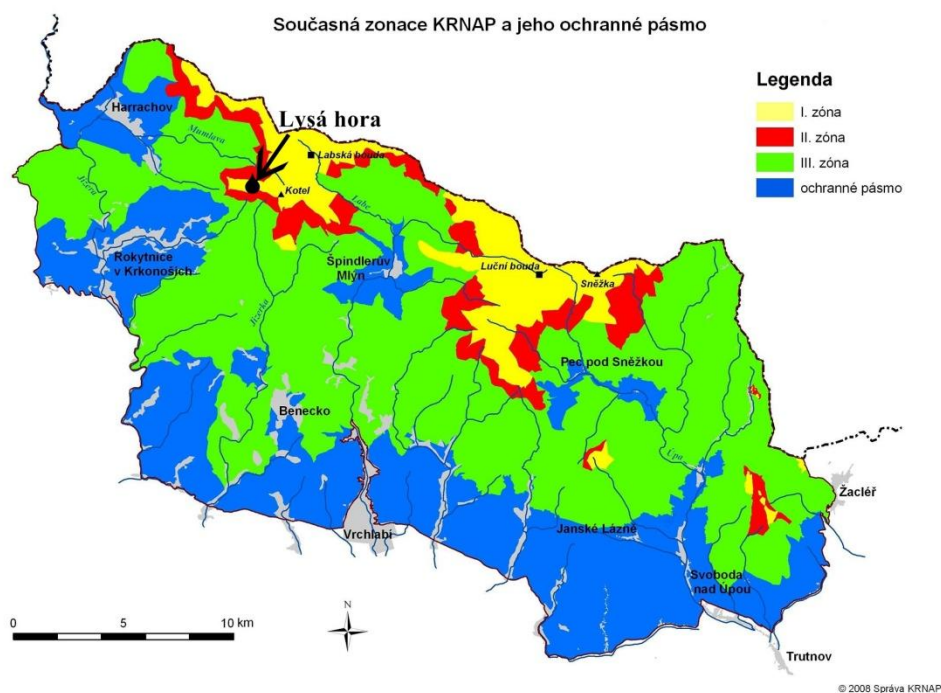 Současná zonace KRNAP a jeho ochranné pásmo
Legenda
I. zóna
II. zóna
III. zóna
ochranné pásmo
Harrachov
Lysá hora
Mumlava
Labská bouda
Jizera
Kotel
Labe
Rokytnice
v Krkonoších
Špindlerův
Mlýn
Luční bouda
Sněžka
Jizerka
Pec pod Sněžkou
Benecko
Úpa
Žacléř
Vrchlabí
Janské Lázně
Svoboda
nad Úpou
Trutnov
N
0 5 10 km
© 2008 Správa KRNAP